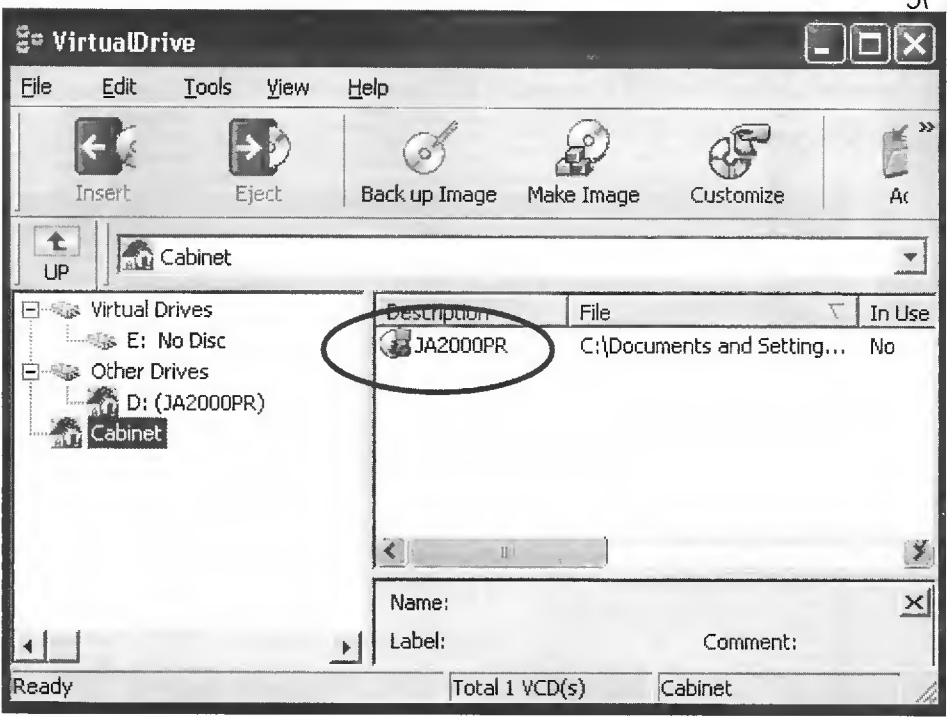 VirtualDrive
File Edit Tools View Help
Insert Eject Back up Image Make Image Customize »
UP Cabinet
Virtual Drives
E: No Disc
Other Drives
D: (JA2000PR)
Cabinet
Description File In Use
JA2000PR C:\Documents and Setting... No
Name:
Label: Comment:
Ready Total 1 VCD(s) Cabinet